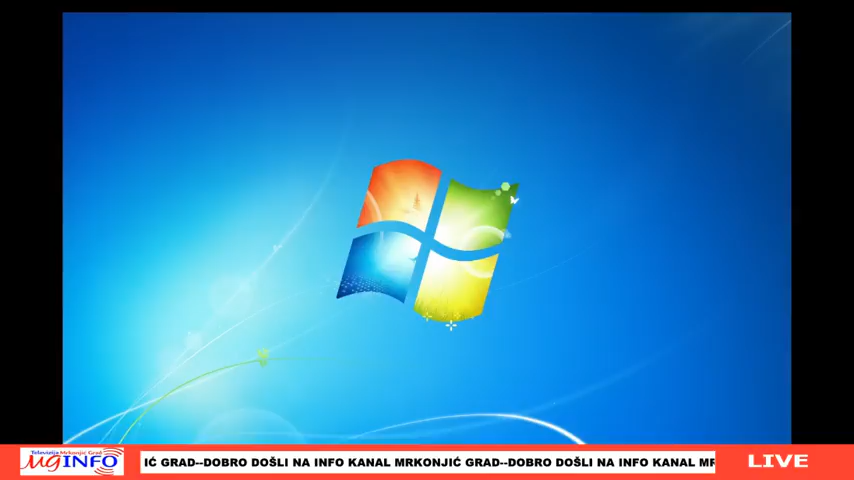 Televizija Mrkonjić Grad
MGINFO
IĆ GRAD--DOBRO DOŠLI NA INFO KANAL MRKONJIĆ GRAD--DOBRO DOŠLI NA INFO KANAL MR
LIVE